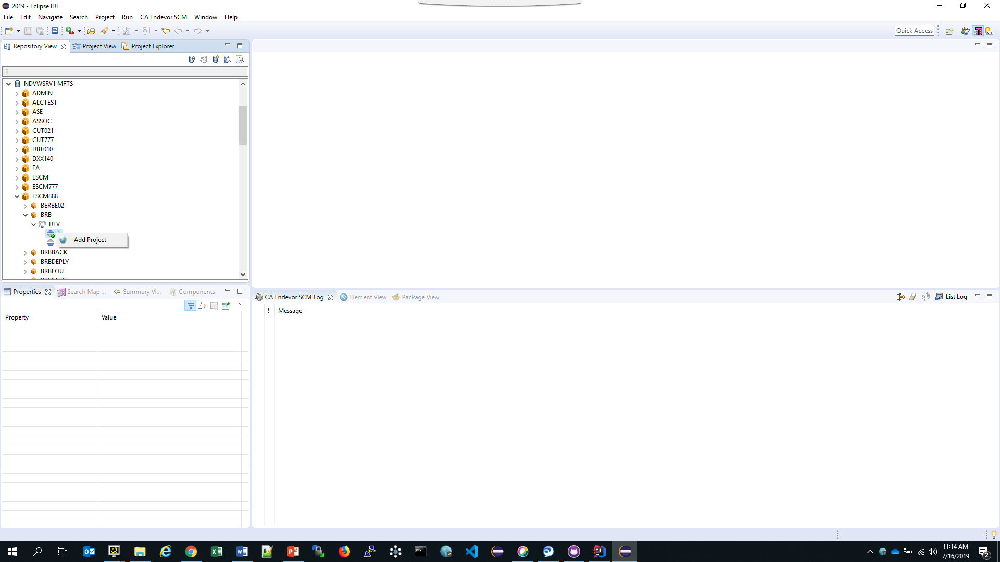 2019 - Eclipse IDE
File Edit Navigate Search Project Run CA Endevor SCM Window Help
Quick Access
Repository View Project View Project Explorer
1
NDVWSRV1 MFTS
ADMIN
ALCTEST
ASE
ASSOC
CUT021
CUT777
DBT010
DXX140
EA
ESCM
ESCM777
ESCM888
BERBE02
BRB
DEV
Add Project
BRBBACK
BRBDEPLY
BRBLOU
Properties Search Map ... Summary Vi... Components
Property Value
CA Endevor SCM Log Element View Package View List Log
! Message
11:14 AM
7/16/2019
2